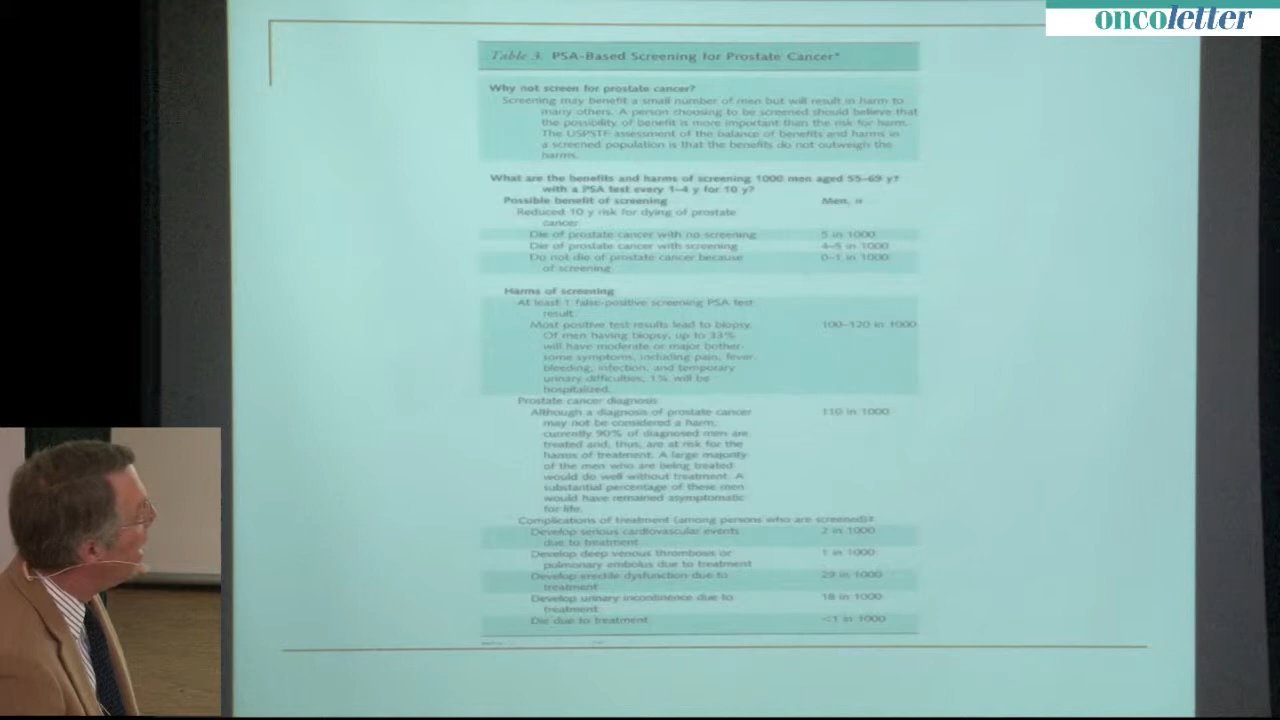 oncoletter
Table 3. PSA-Based Screening for Prostate Cancer*
Why not screen for prostate cancer?
Screening may benefit a small number of men but will result in harm to
many others. A person choosing to be screened should believe that
the possibility of benefit is more important than the risk for harm.
The USPSTF assessment of the balance of benefits and harms in
a screened population is that the benefits do not outweigh the
harms.
What are the benefits and harms of screening 1000 men aged 55–69 y†
with a PSA test every 1–4 y for 10 y?
Possible benefit of screening Men, n
Reduced 10 y risk for dying of prostate
cancer
Die of prostate cancer with no screening 5 in 1000
Die of prostate cancer with screening 4–5 in 1000
Do not die of prostate cancer because 0–1 in 1000
of screening
Harms of screening
At least 1 false-positive screening PSA test
result
Most positive test results lead to biopsy. 100–120 in 1000
Of men having biopsy, up to 33%
will have moderate or major bother-
some symptoms, including pain, fever,
bleeding, infection, and temporary
urinary difficulties; 1% will be
hospitalized.
Prostate cancer diagnosis
Although a diagnosis of prostate cancer 110 in 1000
may not be considered a harm,
currently 90% of diagnosed men are
treated and, thus, are at risk for the
harms of treatment. A large majority
of the men who are being treated
would do well without treatment. A
substantial percentage of these men
would have remained asymptomatic
for life.
Complications of treatment (among persons who are screened)‡
Develop serious cardiovascular events 2 in 1000
due to treatment
Develop deep venous thrombosis or 1 in 1000
pulmonary embolus due to treatment
Develop erectile dysfunction due to 29 in 1000
treatment
Develop urinary incontinence due to 18 in 1000
treatment
Die due to treatment <1 in 1000